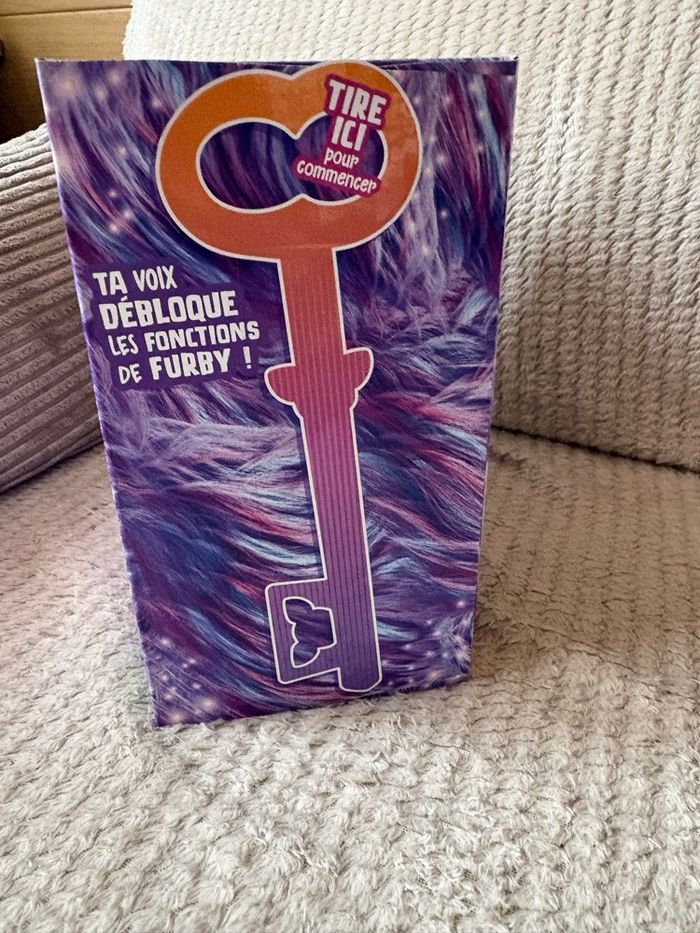 TIRE
ICI
pour
commencer
TA VOIX
DÉBLOQUE
LES FONCTIONS
DE FURBY !